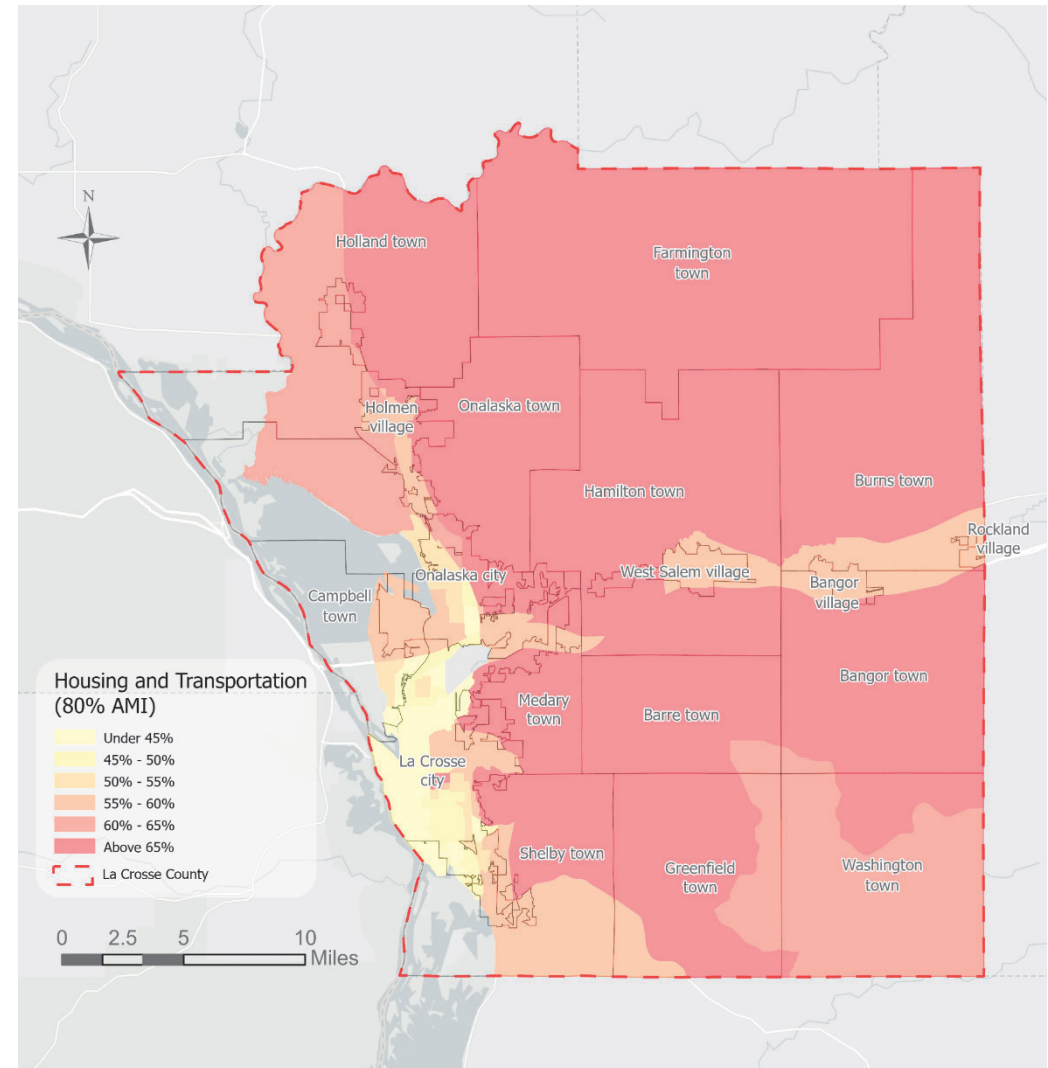 N
Holland town
Farmington
town
Holmen
village
Onalaska town
Hamilton town
Burns town
Rockland
village
Onalaska city
West Salem village
Bangor
village
Campbell
town
Housing and Transportation
(80% AMI)
Under 45%
45% - 50%
50% - 55%
55% - 60%
60% - 65%
Above 65%
La Crosse County
Medary
town
Barre town
Bangor town
La Crosse
city
Shelby town
Greenfield
town
Washington
town
0 2.5 5 10
Miles